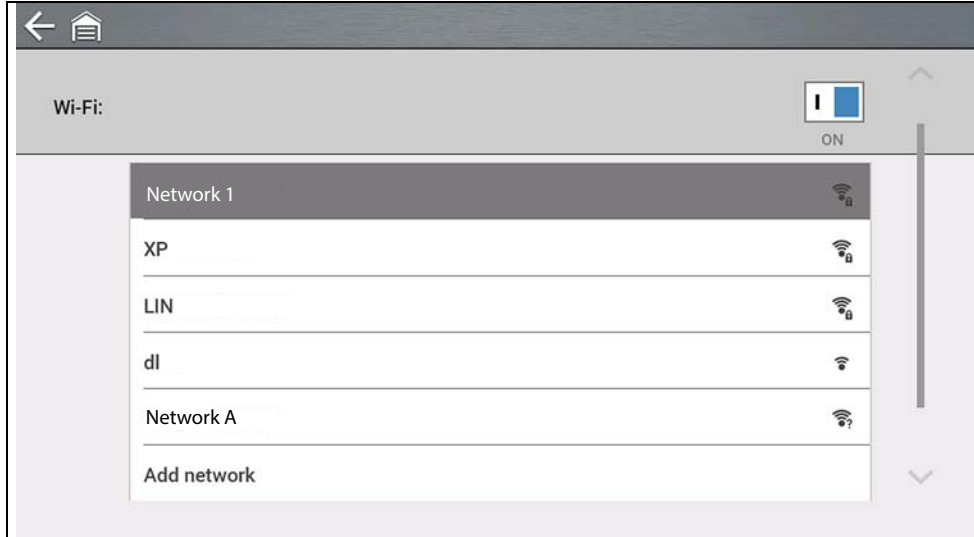 Wi-Fi:
I
ON
Network 1
XP
LIN
dl
Network A
?
Add network